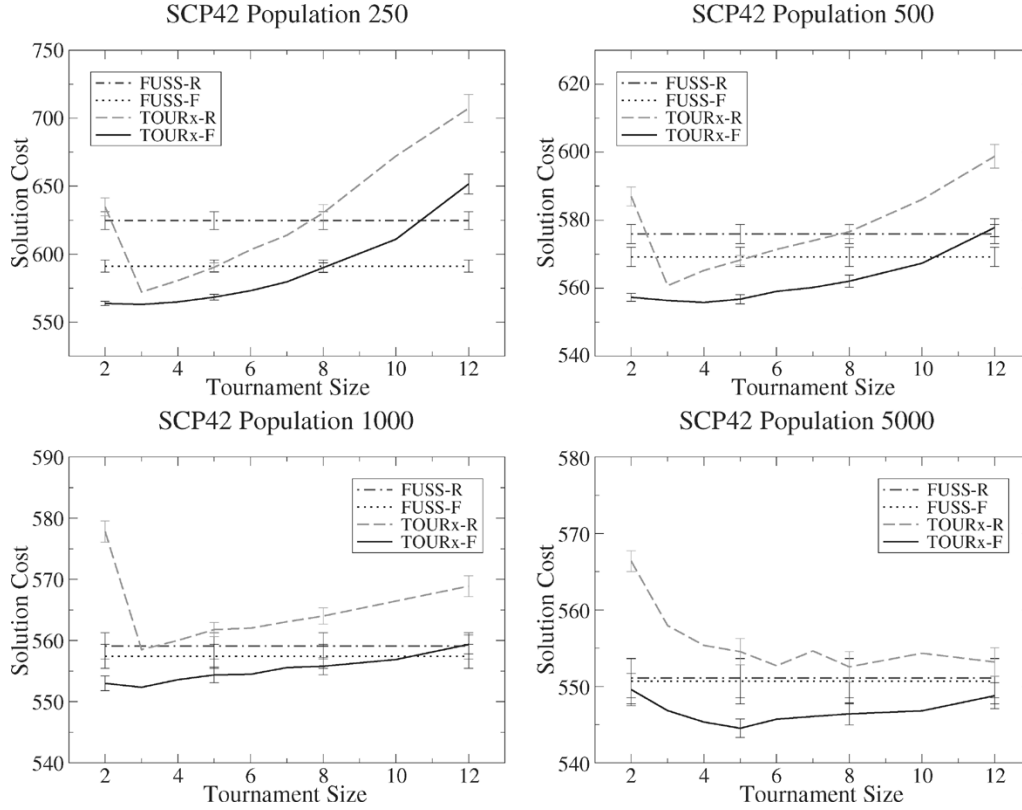 SCP42 Population 250
750
700
650
600
550
Solution Cost
FUSS-R
FUSS-F
TOURx-R
TOURx-F
2 4 6 8 10 12
Tournament Size
SCP42 Population 500
620
600
580
560
540
Solution Cost
FUSS-R
FUSS-F
TOURx-R
TOURx-F
2 4 6 8 10 12
Tournament Size
SCP42 Population 1000
590
580
570
560
550
540
Solution Cost
FUSS-R
FUSS-F
TOURx-R
TOURx-F
2 4 6 8 10 12
Tournament Size
SCP42 Population 5000
580
570
560
550
540
Solution Cost
FUSS-R
FUSS-F
TOURx-R
TOURx-F
2 4 6 8 10 12
Tournament Size